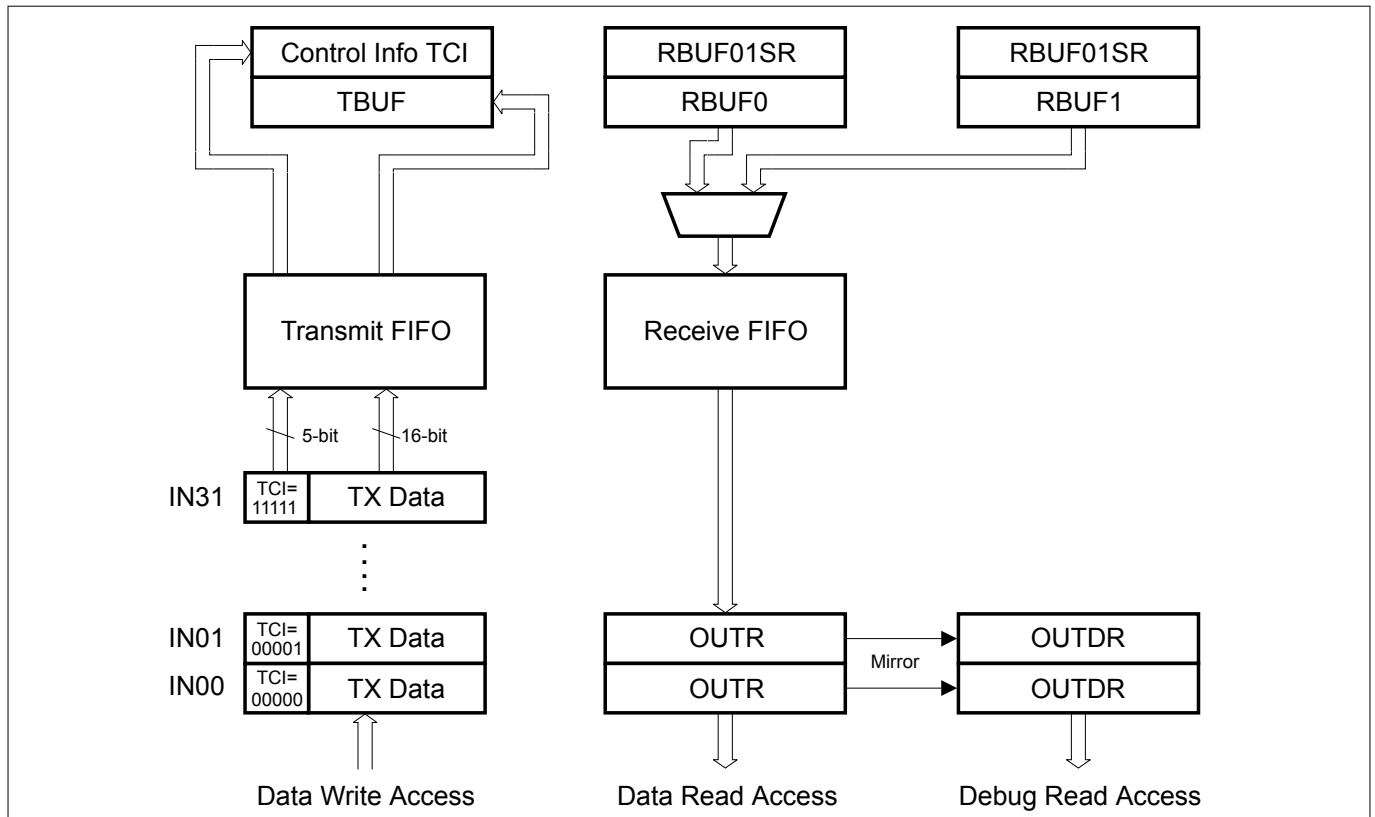 Control Info TCI
TBUF
RBUF01SR
RBUF0
RBUF01SR
RBUF1
Transmit FIFO
Receive FIFO
5-bit
16-bit
IN31
TCI=
11111
TX Data
IN01
TCI=
00001
TX Data
OUTR
OUTDR
Mirror
IN00
TCI=
00000
TX Data
OUTR
OUTDR
Data Write Access
Data Read Access
Debug Read Access